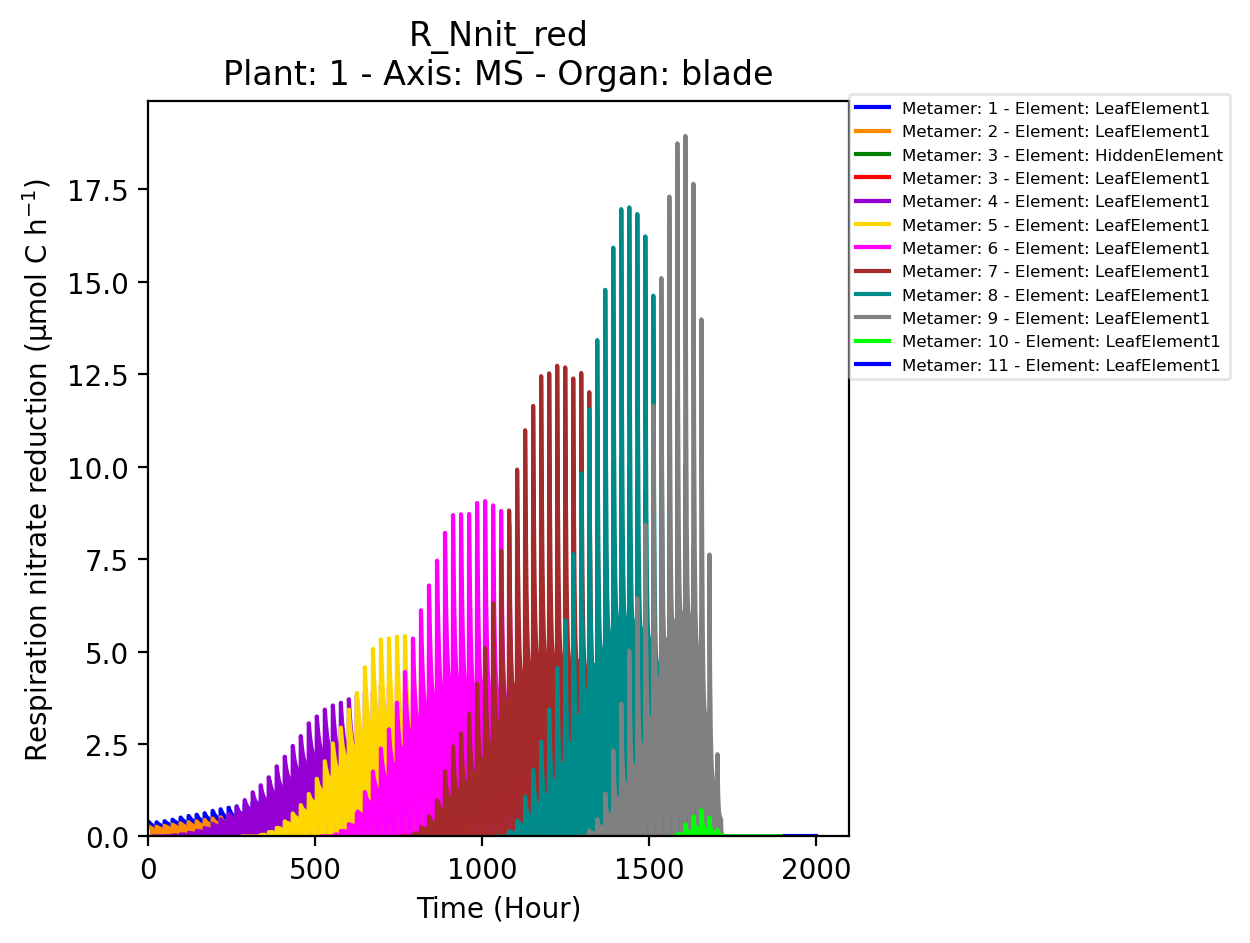 R_Nnit_red
Plant: 1 - Axis: MS - Organ: blade
Respiration nitrate reduction (µmol C h⁻¹)
17.5
15.0
12.5
10.0
7.5
5.0
2.5
0.0
0 500 1000 1500 2000
Time (Hour)
Metamer: 1 - Element: LeafElement1
Metamer: 2 - Element: LeafElement1
Metamer: 3 - Element: HiddenElement
Metamer: 3 - Element: LeafElement1
Metamer: 4 - Element: LeafElement1
Metamer: 5 - Element: LeafElement1
Metamer: 6 - Element: LeafElement1
Metamer: 7 - Element: LeafElement1
Metamer: 8 - Element: LeafElement1
Metamer: 9 - Element: LeafElement1
Metamer: 10 - Element: LeafElement1
Metamer: 11 - Element: LeafElement1